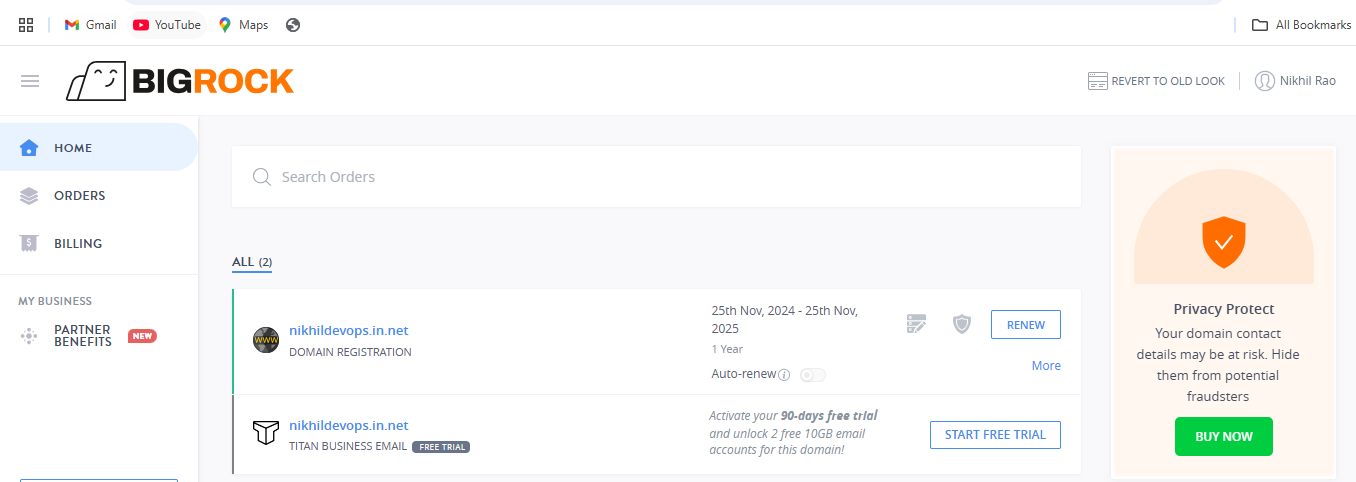 Gmail
YouTube
Maps
All Bookmarks
BIGROCK
REVERT TO OLD LOOK
Nikhil Rao
HOME
ORDERS
BILLING
MY BUSINESS
PARTNER
BENEFITS
NEW
Search Orders
ALL (2)
WWW
nikhildevops.in.net
DOMAIN REGISTRATION
25th Nov, 2024 - 25th Nov,
2025
1 Year
Auto-renew
RENEW
More
nikhildevops.in.net
TITAN BUSINESS EMAIL FREE TRIAL
Activate your 90-days free trial
and unlock 2 free 10GB email
accounts for this domain!
START FREE TRIAL
Privacy Protect
Your domain contact
details may be at risk. Hide
them from potential
fraudsters
BUY NOW